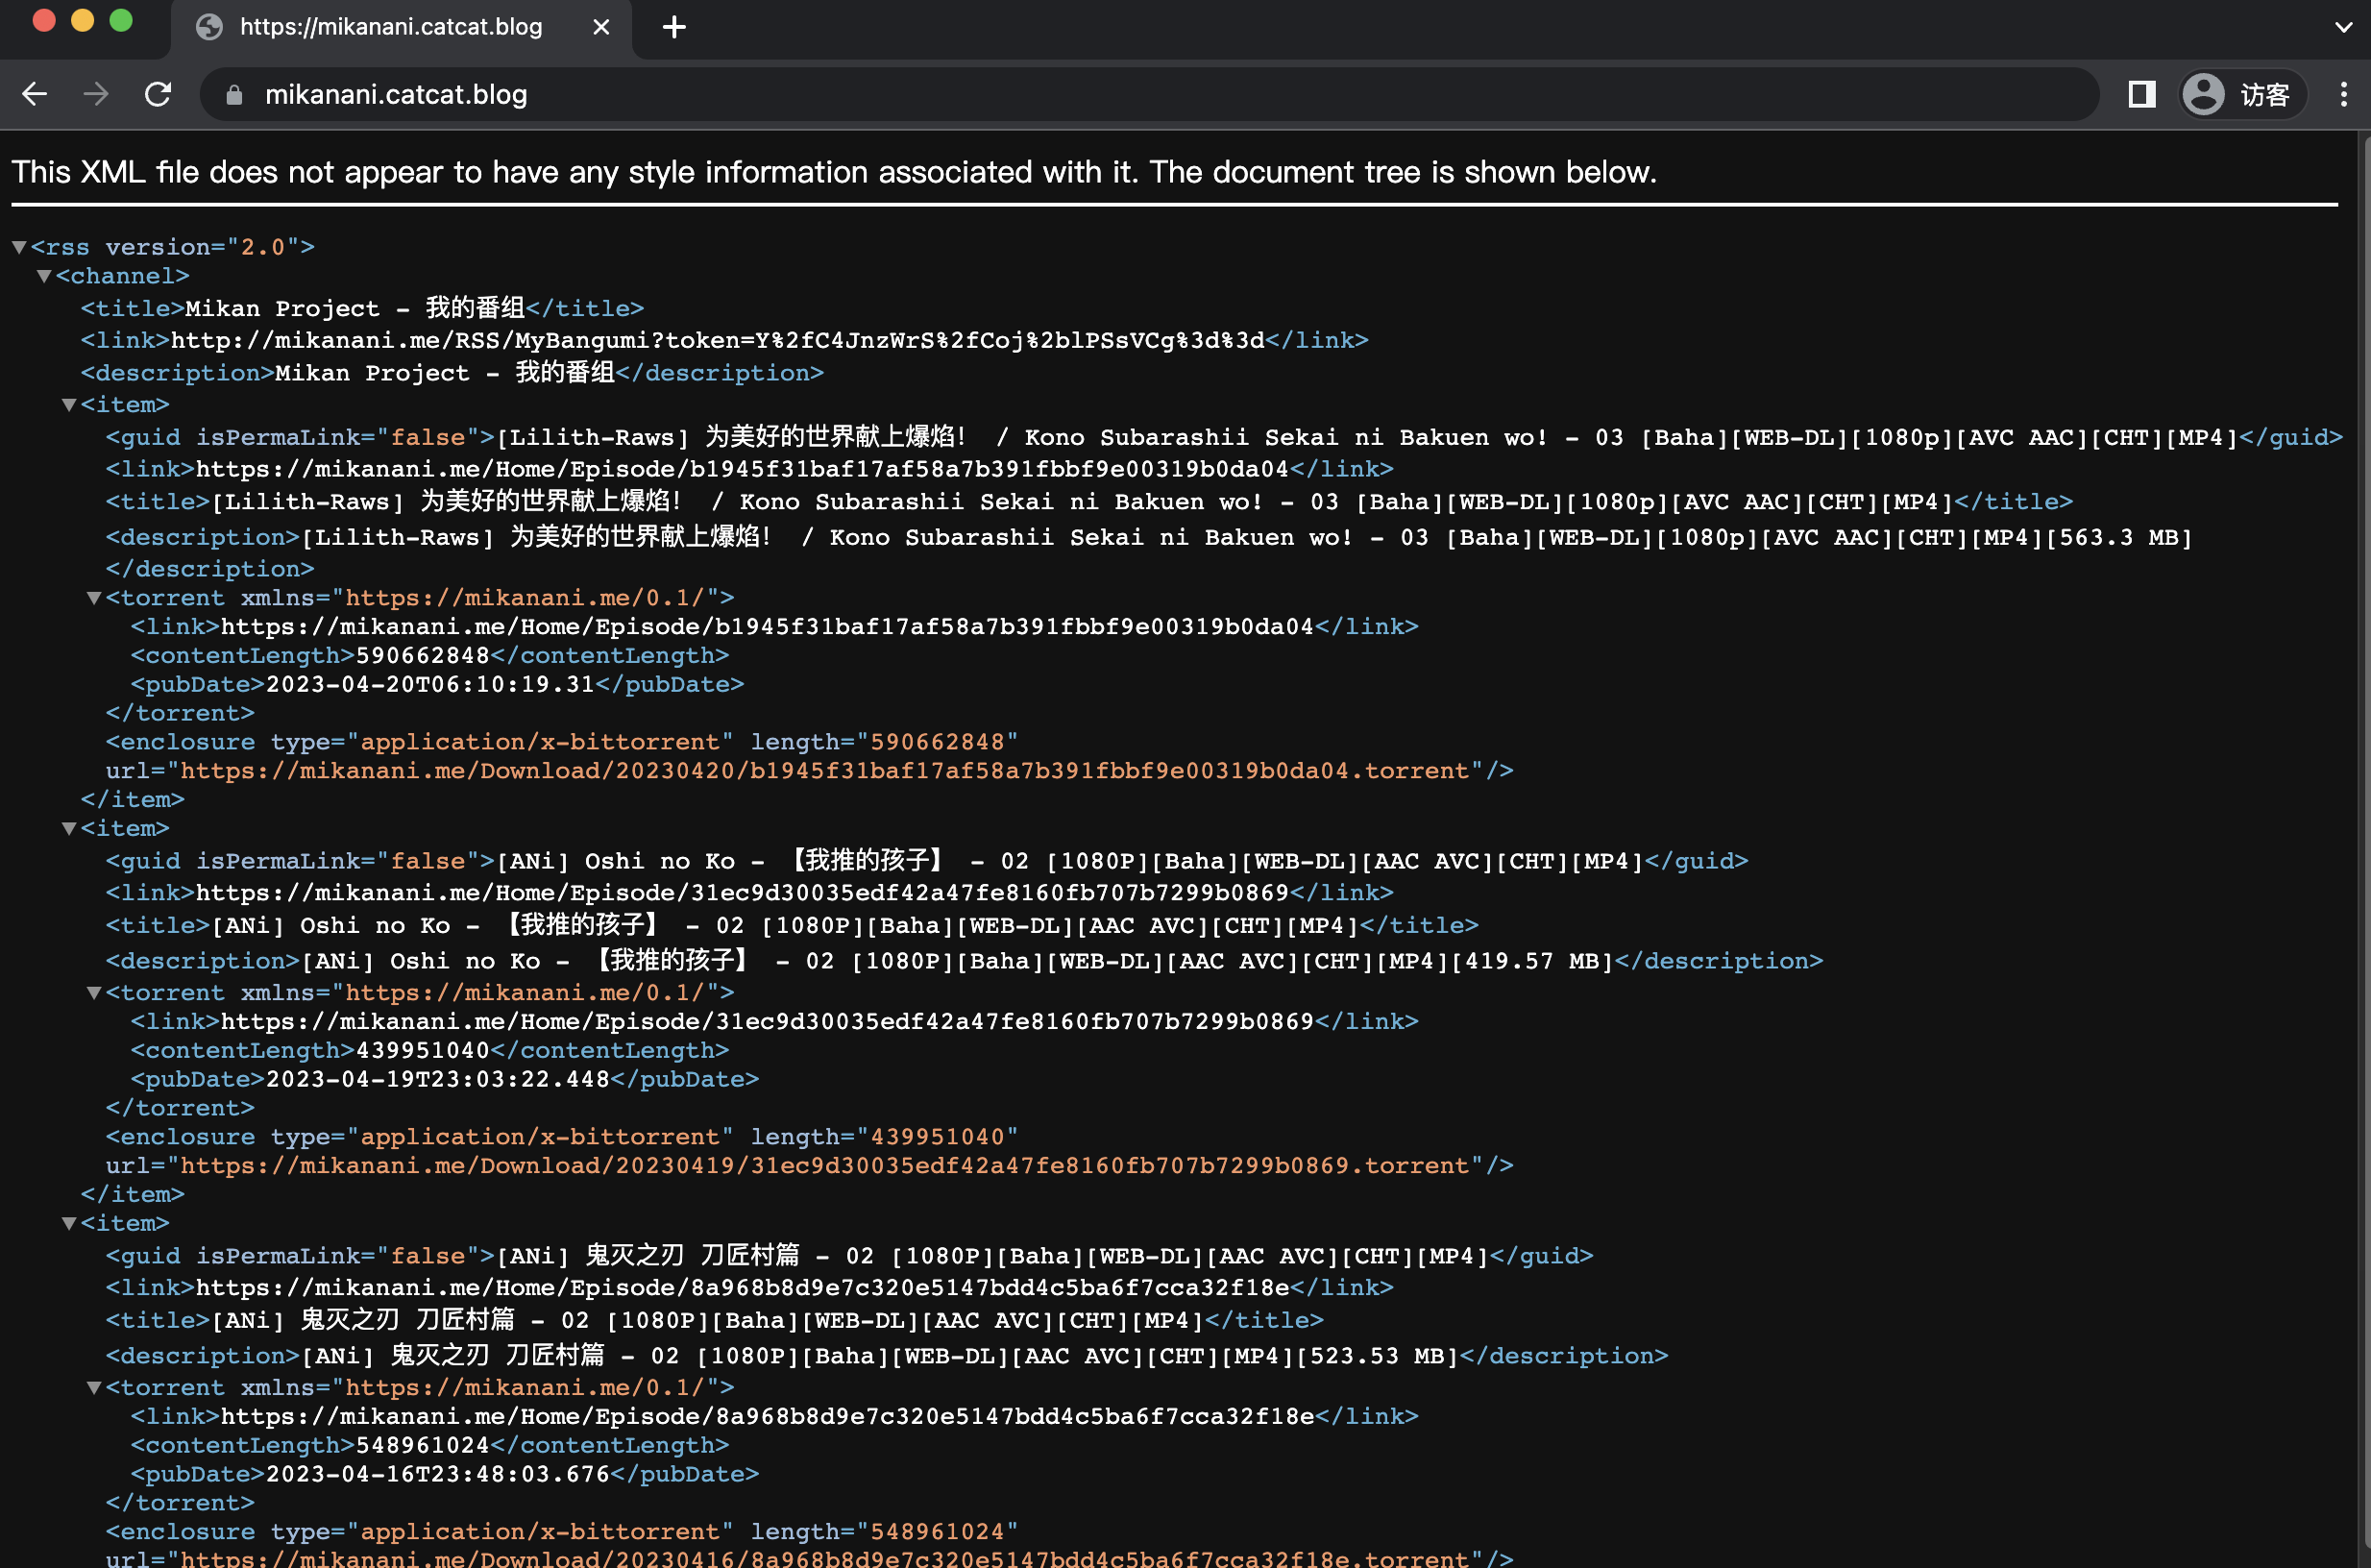 https://mikanani.catcat.blog
mikanani.catcat.blog
访客
This XML file does not appear to have any style information associated with it. The document tree is shown below.
▼<rss version="2.0">
▼<channel>
<title>Mikan Project - 我的番组</title>
<link>http://mikanani.me/RSS/MyBangumi?token=Y%2fC4JnzWrS%2fCoj%2blPSsVCg%3d%3d</link>
<description>Mikan Project - 我的番组</description>
▼<item>
<guid isPermaLink="false">[Lilith-Raws] 为美好的世界献上爆焰！ / Kono Subarashii Sekai ni Bakuen wo! - 03 [Baha][WEB-DL][1080p][AVC AAC][CHT][MP4]</guid>
<link>https://mikanani.me/Home/Episode/b1945f31baf17af58a7b391fbbf9e00319b0da04</link>
<title>[Lilith-Raws] 为美好的世界献上爆焰！ / Kono Subarashii Sekai ni Bakuen wo! - 03 [Baha][WEB-DL][1080p][AVC AAC][CHT][MP4]</title>
<description>[Lilith-Raws] 为美好的世界献上爆焰！ / Kono Subarashii Sekai ni Bakuen wo! - 03 [Baha][WEB-DL][1080p][AVC AAC][CHT][MP4][563.3 MB]
</description>
▼<torrent xmlns="https://mikanani.me/0.1/">
<link>https://mikanani.me/Home/Episode/b1945f31baf17af58a7b391fbbf9e00319b0da04</link>
<contentLength>590662848</contentLength>
<pubDate>2023-04-20T06:10:19.31</pubDate>
</torrent>
<enclosure type="application/x-bittorrent" length="590662848"
url="https://mikanani.me/Download/20230420/b1945f31baf17af58a7b391fbbf9e00319b0da04.torrent"/>
</item>
▼<item>
<guid isPermaLink="false">[ANi] Oshi no Ko - 【我推的孩子】 - 02 [1080P][Baha][WEB-DL][AAC AVC][CHT][MP4]</guid>
<link>https://mikanani.me/Home/Episode/31ec9d30035edf42a47fe8160fb707b7299b0869</link>
<title>[ANi] Oshi no Ko - 【我推的孩子】 - 02 [1080P][Baha][WEB-DL][AAC AVC][CHT][MP4]</title>
<description>[ANi] Oshi no Ko - 【我推的孩子】 - 02 [1080P][Baha][WEB-DL][AAC AVC][CHT][MP4][419.57 MB]</description>
▼<torrent xmlns="https://mikanani.me/0.1/">
<link>https://mikanani.me/Home/Episode/31ec9d30035edf42a47fe8160fb707b7299b0869</link>
<contentLength>439951040</contentLength>
<pubDate>2023-04-19T23:03:22.448</pubDate>
</torrent>
<enclosure type="application/x-bittorrent" length="439951040"
url="https://mikanani.me/Download/20230419/31ec9d30035edf42a47fe8160fb707b7299b0869.torrent"/>
</item>
▼<item>
<guid isPermaLink="false">[ANi] 鬼灭之刃 刀匠村篇 - 02 [1080P][Baha][WEB-DL][AAC AVC][CHT][MP4]</guid>
<link>https://mikanani.me/Home/Episode/8a968b8d9e7c320e5147bdd4c5ba6f7cca32f18e</link>
<title>[ANi] 鬼灭之刃 刀匠村篇 - 02 [1080P][Baha][WEB-DL][AAC AVC][CHT][MP4]</title>
<description>[ANi] 鬼灭之刃 刀匠村篇 - 02 [1080P][Baha][WEB-DL][AAC AVC][CHT][MP4][523.53 MB]</description>
▼<torrent xmlns="https://mikanani.me/0.1/">
<link>https://mikanani.me/Home/Episode/8a968b8d9e7c320e5147bdd4c5ba6f7cca32f18e</link>
<contentLength>548961024</contentLength>
<pubDate>2023-04-16T23:48:03.676</pubDate>
</torrent>
<enclosure type="application/x-bittorrent" length="548961024"
url="https://mikanani.me/Download/20230416/8a968b8d9e7c320e5147bdd4c5ba6f7cca32f18e.torrent"/>